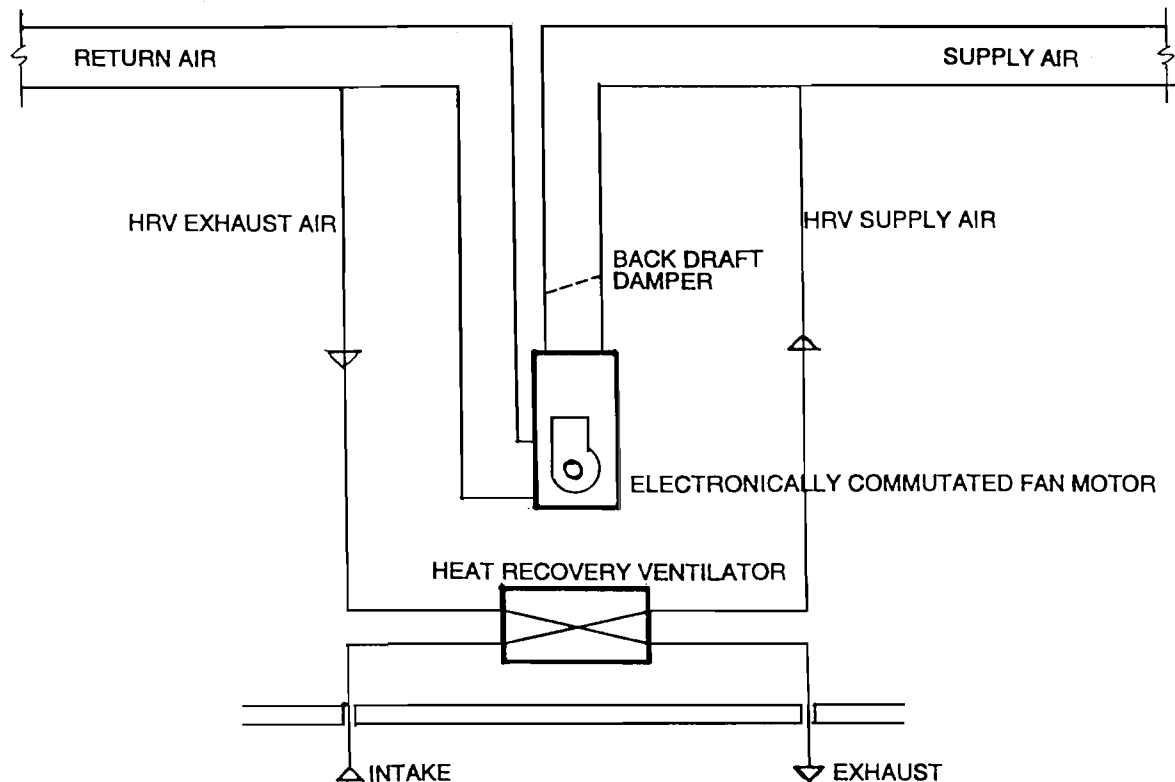 RETURN AIR
SUPPLY AIR
HRV EXHAUST AIR
HRV SUPPLY AIR
BACK DRAFT
DAMPER
ELECTRONICALLY COMMUTATED FAN MOTOR
HEAT RECOVERY VENTILATOR
INTAKE
EXHAUST